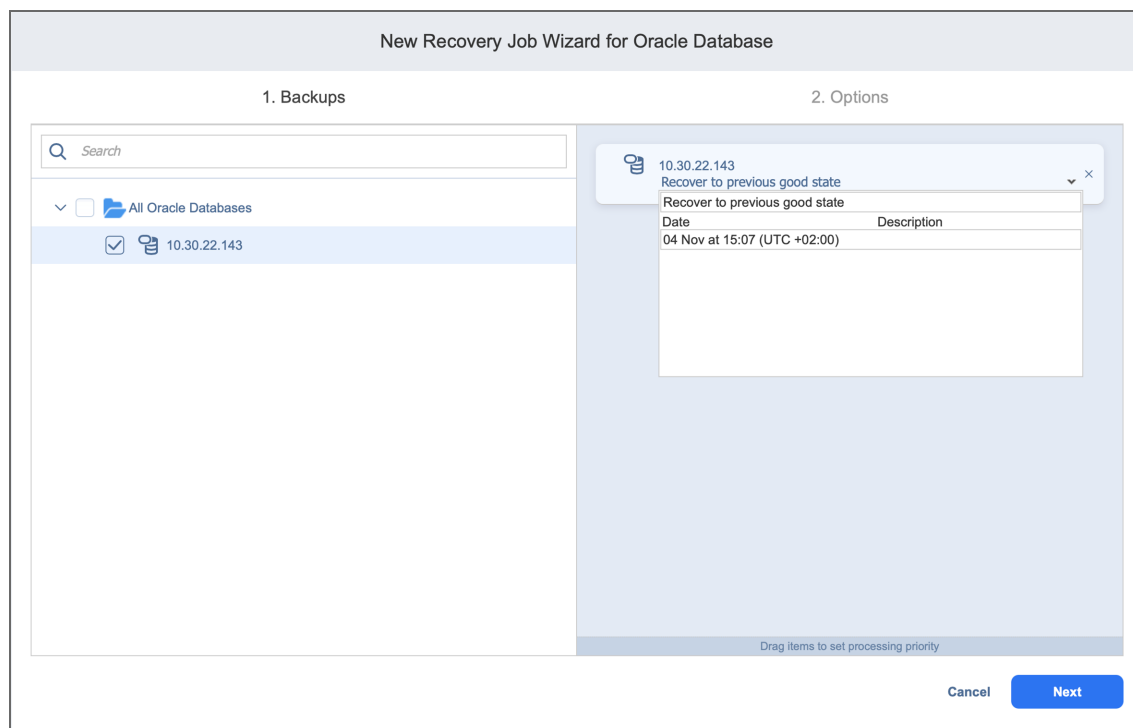 New Recovery Job Wizard for Oracle Database
1. Backups
2. Options
Search
All Oracle Databases
10.30.22.143
10.30.22.143
Recover to previous good state
Recover to previous good state
Date Description
04 Nov at 15:07 (UTC +02:00)
Drag items to set processing priority
Cancel
Next